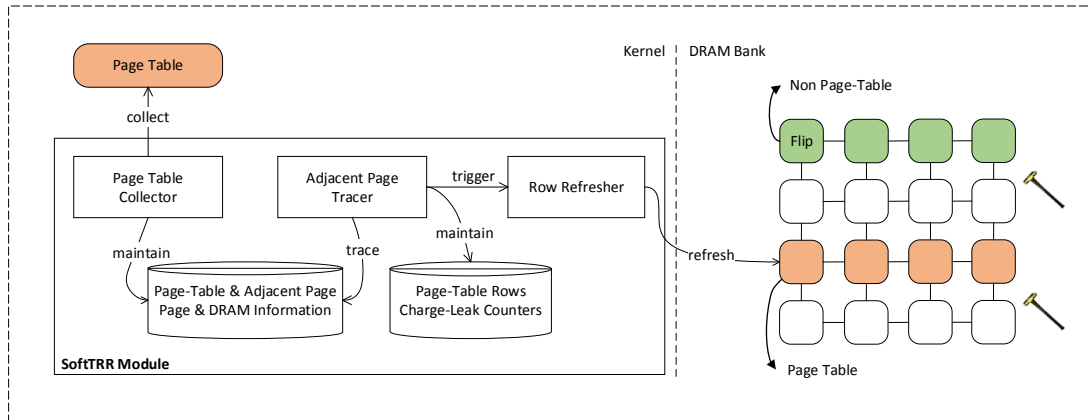 Kernel
DRAM Bank
Page Table
Non Page-Table
collect
Flip
Page Table
Collector
Adjacent Page
Tracer
trigger
Row Refresher
maintain
trace
maintain
refresh
Page-Table & Adjacent Page
Page & DRAM Information
Page-Table Rows
Charge-Leak Counters
SoftTRR Module
Page Table